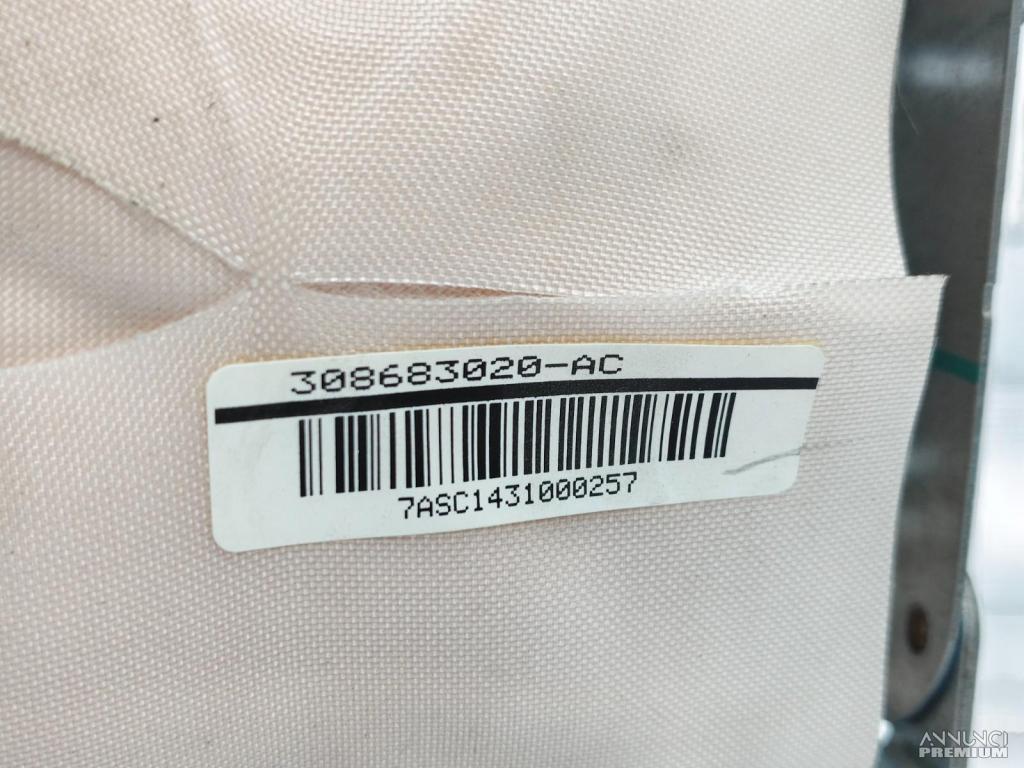 308683020-AC
7ASC1431000257
ANNUNCI
PREMIUM